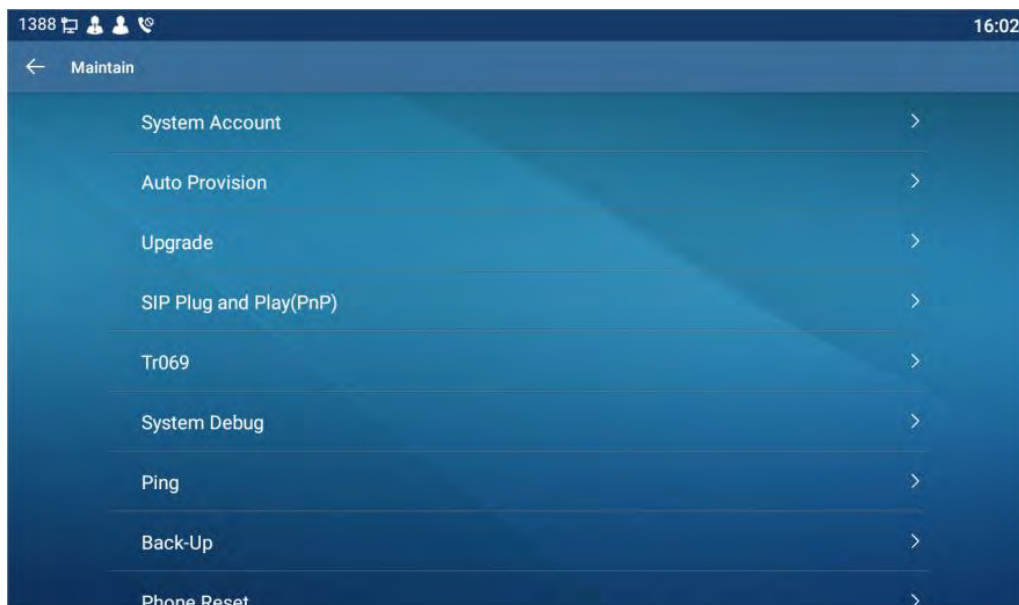 1388 16:02
Maintain
System Account
Auto Provision
Upgrade
SIP Plug and Play(PnP)
Tr069
System Debug
Ping
Back-Up
Phone Reset